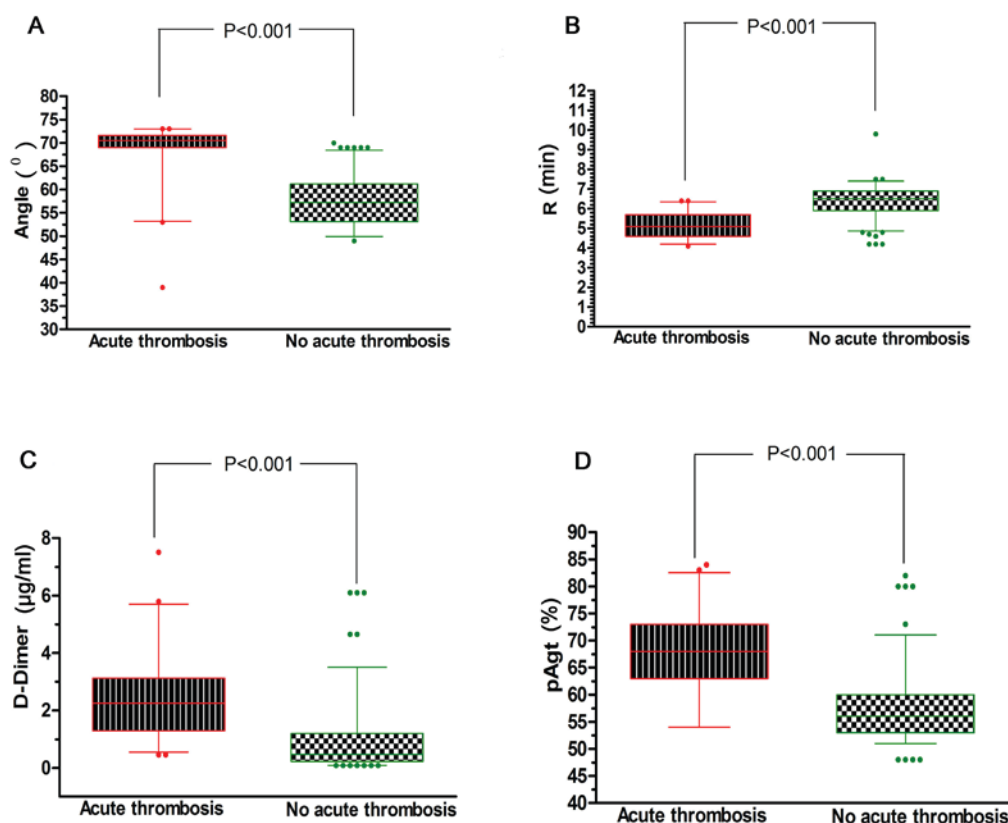 A
P<0.001
Angle ( ⁰ )
80
75
70
65
60
55
50
45
40
35
30
Acute thrombosis
No acute thrombosis
B
P<0.001
R (min)
12
11
10
9
8
7
6
5
4
3
2
1
0
Acute thrombosis
No acute thrombosis
C
P<0.001
D-Dimer (µg/ml)
8
6
4
2
0
Acute thrombosis
No acute thrombosis
D
P<0.001
pAgt (%)
90
85
80
75
70
65
60
55
50
45
40
Acute thrombosis
No acute thrombosis